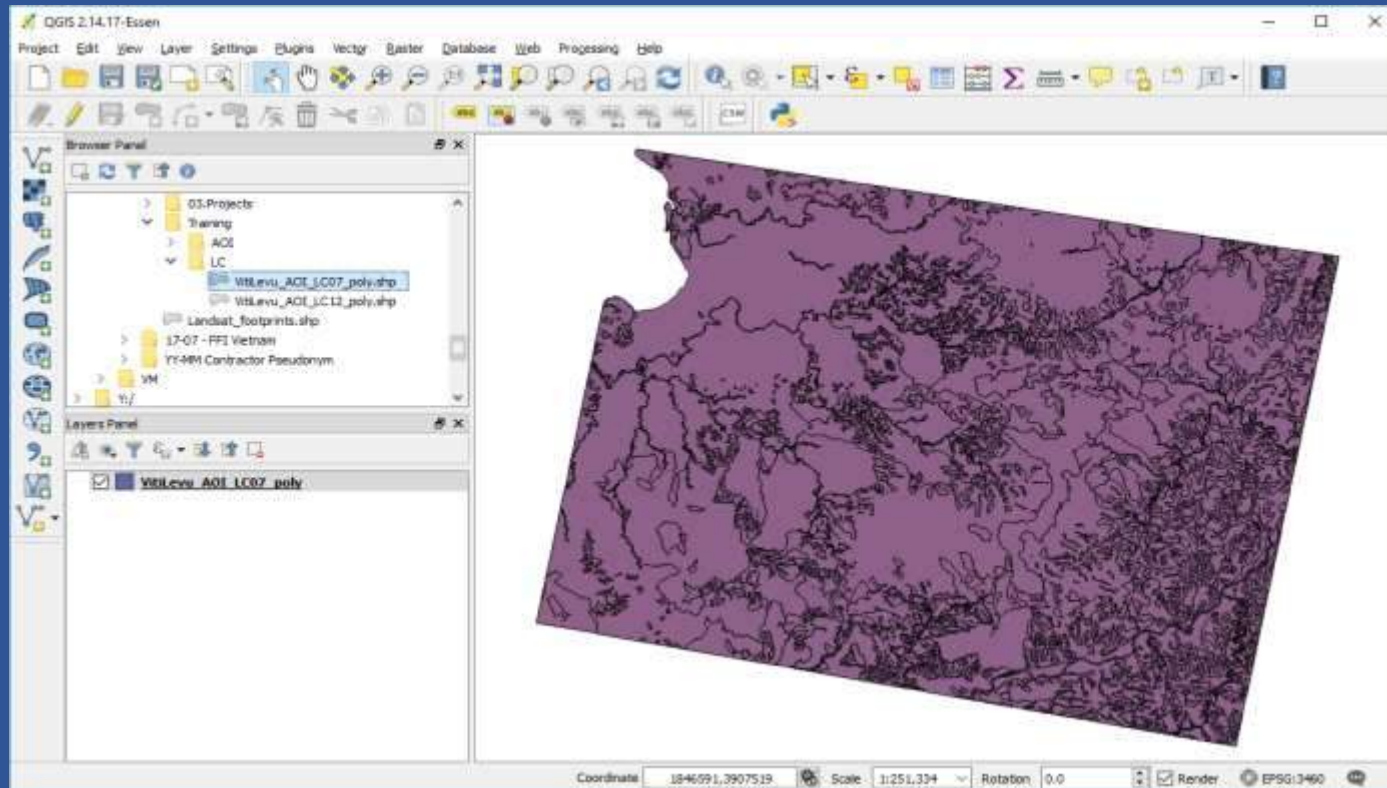 QGIS 2.14.17-Essen
Project Edit View Layer Settings Plugins Vector Raster Database Web Processing Help
CSW
Browser Panel
03.Projects
Training
AOI
LC
VitiLevu_AOI_LC07_poly.shp
VitiLevu_AOI_LC12_poly.shp
Landsat_footprints.shp
17-07 - FFI Vietnam
YY-MM Contractor Pseudonym
VM
Y:/
Layers Panel
VitiLevu_AOI_LC07_poly
Coordinate 1846591,3907519 Scale 1:251,334 Rotation 0.0 Render EPSG:3460